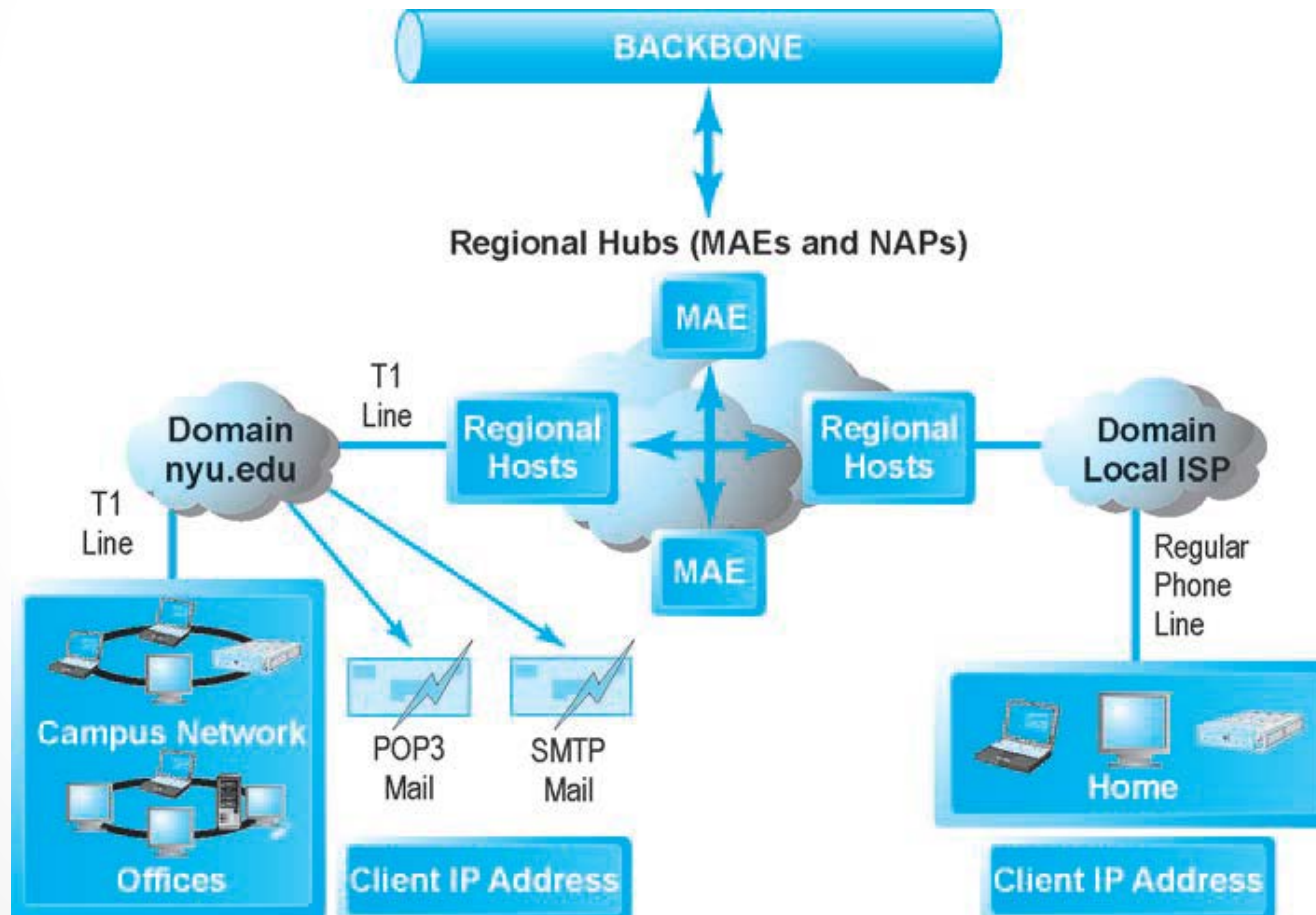 BACKBONE
Regional Hubs (MAEs and NAPs)
MAE
T1
Line
Regional
Hosts
Regional
Hosts
Domain
nyu.edu
Domain
Local ISP
T1
Line
MAE
Regular
Phone
Line
Campus Network
POP3
Mail
SMTP
Mail
Home
Offices
Client IP Address
Client IP Address